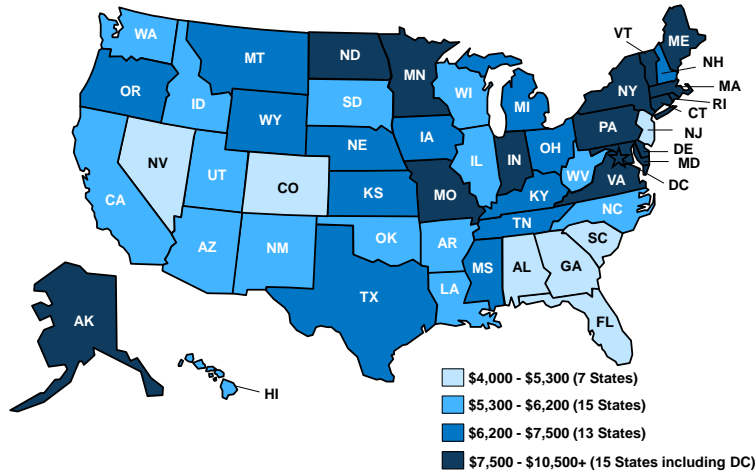 WA
VT
ME
MT
ND
MN
NH
OR
ID
SD
WI
MI
NY
MA
RI
CT
WY
IA
PA
NJ
NE
OH
DE
NV
UT
CO
IL
IN
WV
MD
VA
DC
CA
KS
MO
KY
NC
TN
AZ
NM
OK
AR
SC
MS
AL
GA
LA
TX
FL
AK
HI
$4,000 - $5,300 (7 States)
$5,300 - $6,200 (15 States)
$6,200 - $7,500 (13 States)
$7,500 - $10,500+ (15 States including DC)